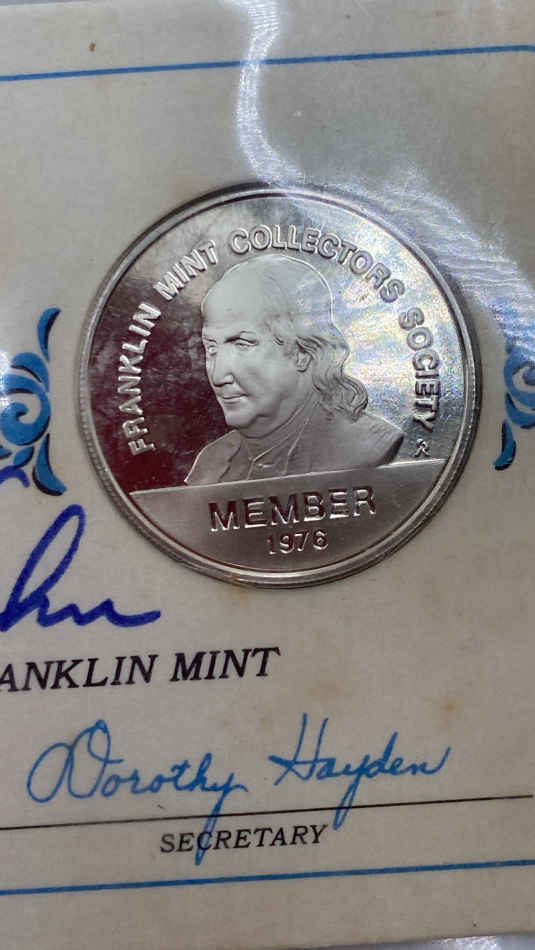 FRANKLIN MINT COLLECTORS SOCIETY
MEMBER
1976
ANKLIN MINT
Dorothy Hayden
SECRETARY